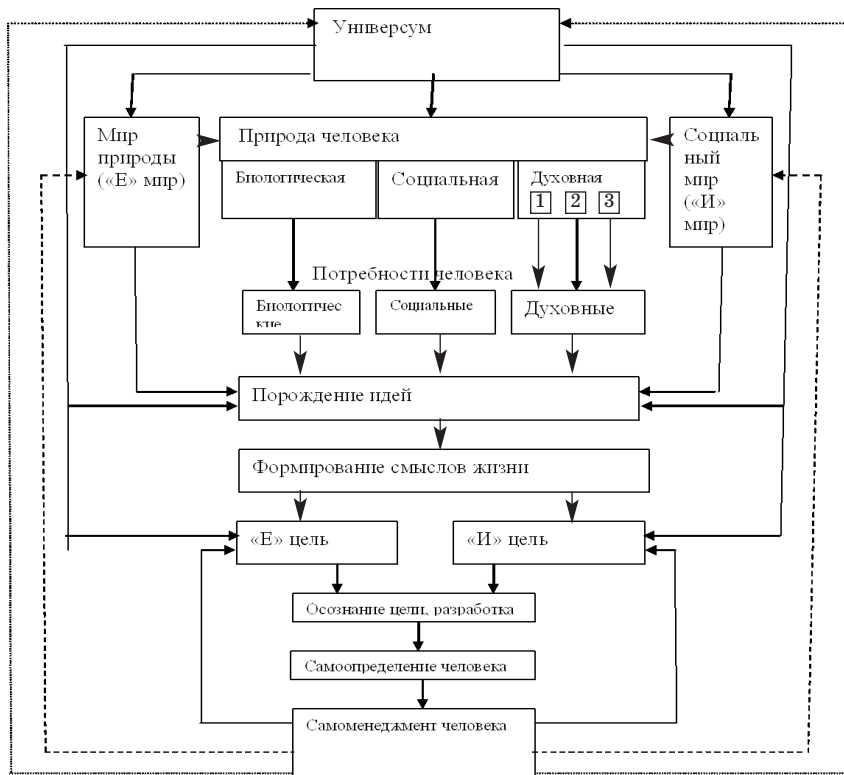 Универсум
Мир
природы
(«Е» мир)
Природа человека
Социаль
ный
мир
(«И»
мир)
Биологическая
Социальная
Духовная
1 2 3
Потребности человека
Биологичес
кие
Социальные
Духовные
Порождение идей
Формирование смыслов жизни
«Е» цель
«И» цель
Осознание цели, разработка
Самоопределение человека
Самоменеджмент человека